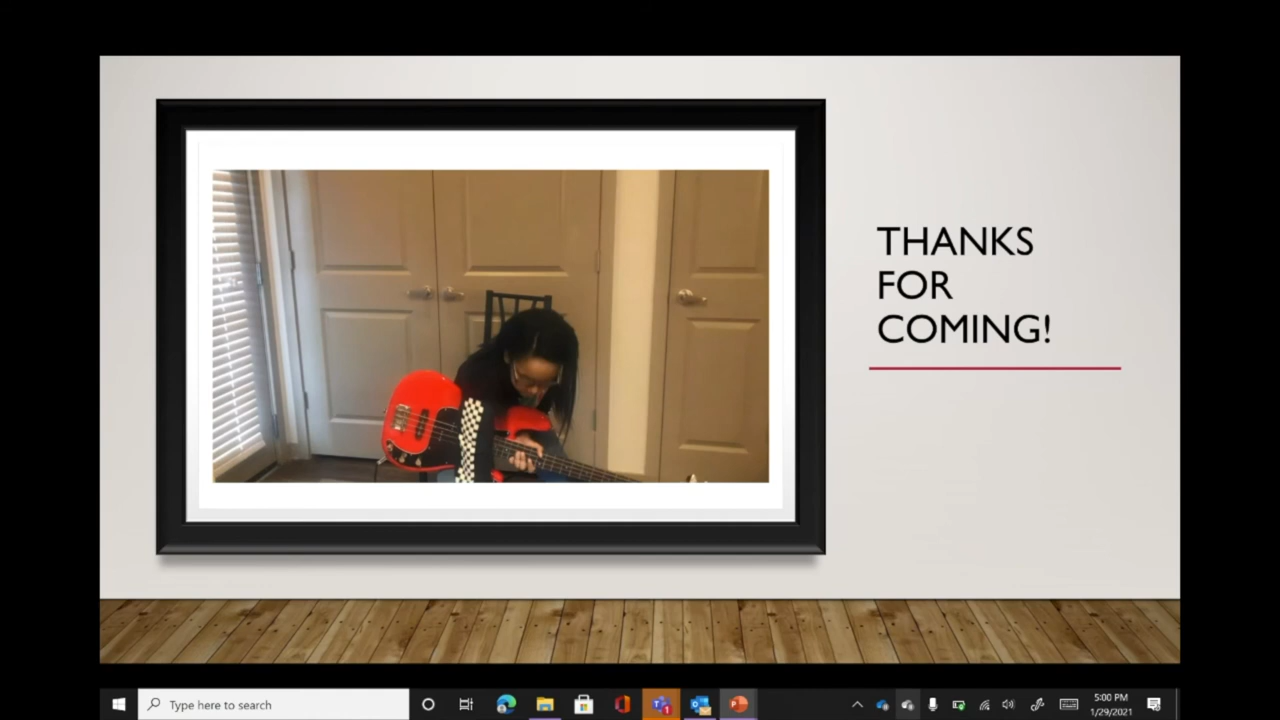 THANKS
FOR
COMING!
Type here to search
5:00 PM
1/29/2021